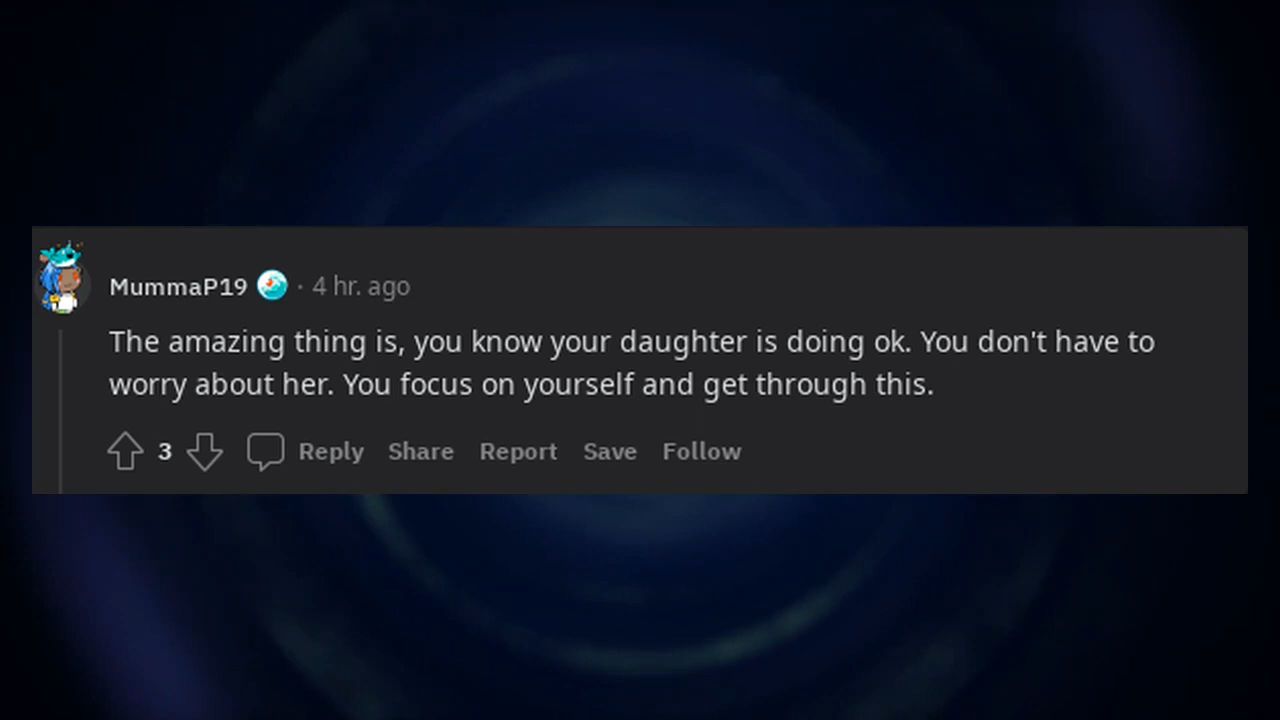 MummaP19 · 4 hr. ago
The amazing thing is, you know your daughter is doing ok. You don't have to
worry about her. You focus on yourself and get through this.
3 Reply Share Report Save Follow